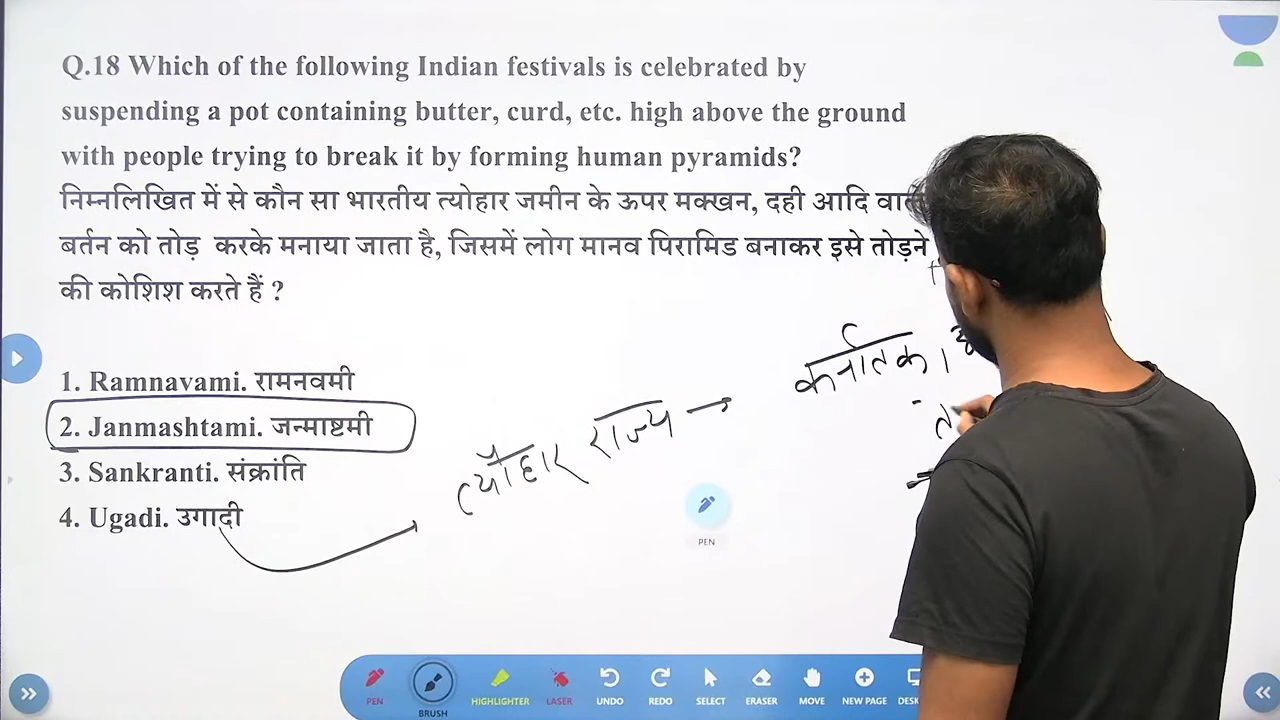 Q.18 Which of the following Indian festivals is celebrated by
suspending a pot containing butter, curd, etc. high above the ground
with people trying to break it by forming human pyramids?
निम्नलिखित में से कौन सा भारतीय त्योहार जमीन के ऊपर मक्खन, दही आदि
बर्तन को तोड़ करके मनाया जाता है, जिसमें लोग मानव पिरामिड बनाकर इसे तोड़ने
की कोशिश करते हैं ?
1. Ramnavami. रामनवमी
2. Janmashtami. जन्माष्टमी
3. Sankranti. संक्रांति
4. Ugadi. उगादी
त्यौहार राज्य → कर्नातक,
PEN
PEN
BRUSH
HIGHLIGHTER
LASER
UNDO
REDO
SELECT
ERASER
MOVE
NEW PAGE